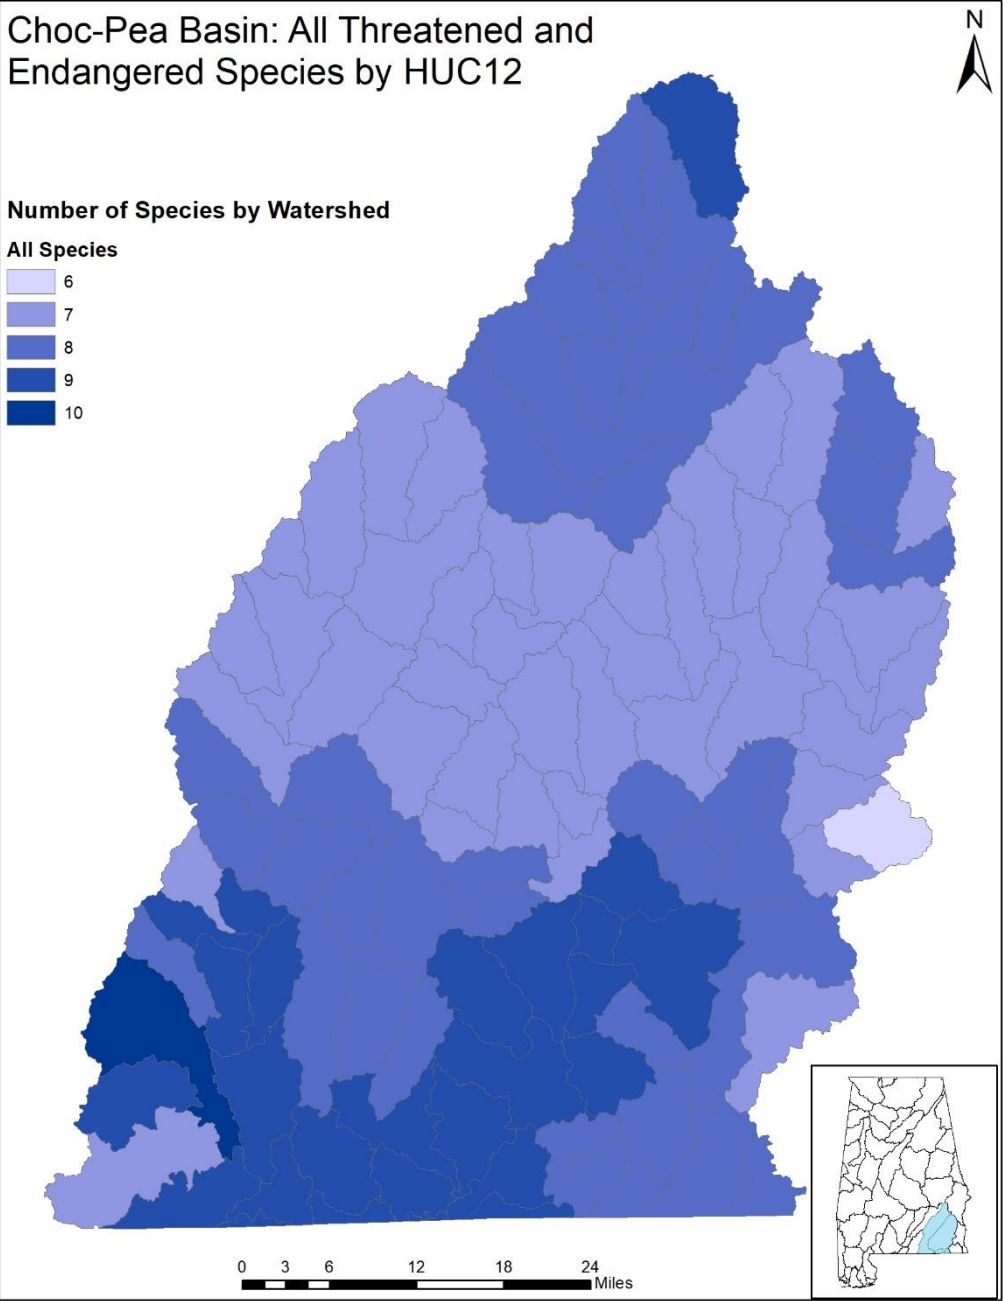 Choc-Pea Basin: All Threatened and
Endangered Species by HUC12
N
Number of Species by Watershed
All Species
6
7
8
9
10
0 3 6 12 18 24
Miles